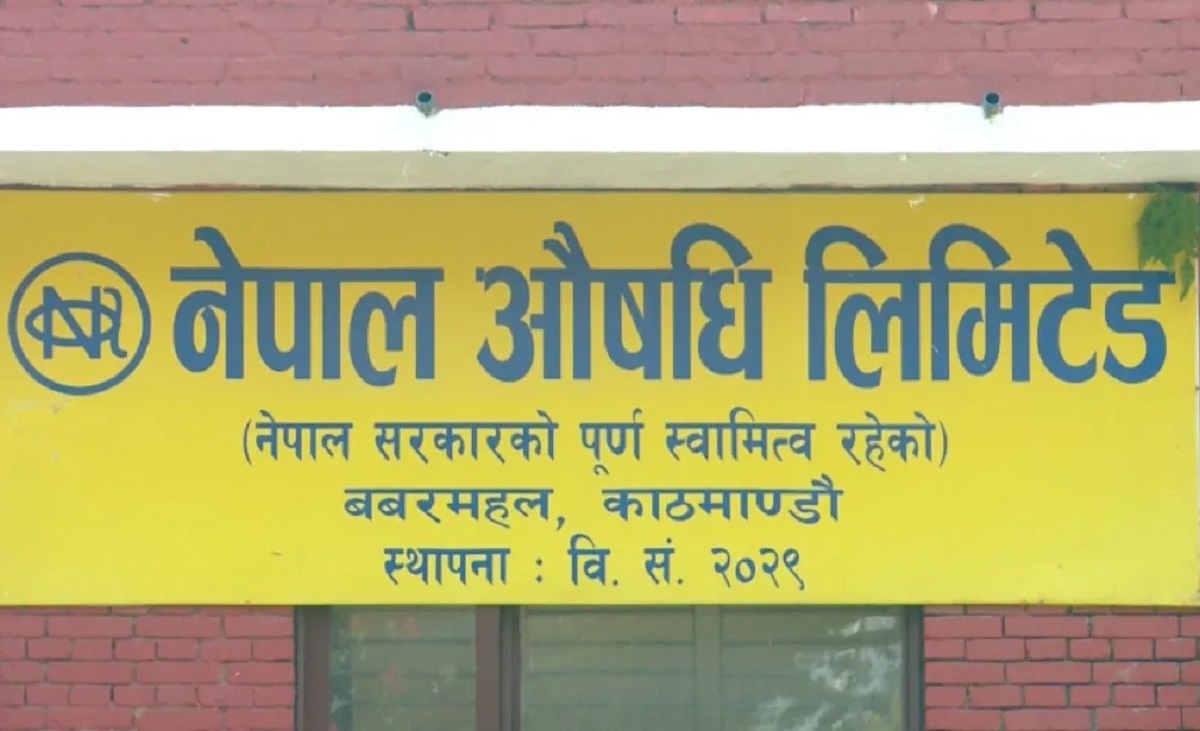 नेपाल औषधि लिमिटेड
(नेपाल सरकारको पूर्ण स्वामित्व रहेको)
बबरमहल, काठमाण्डौ
स्थापना : वि. सं. २०२९